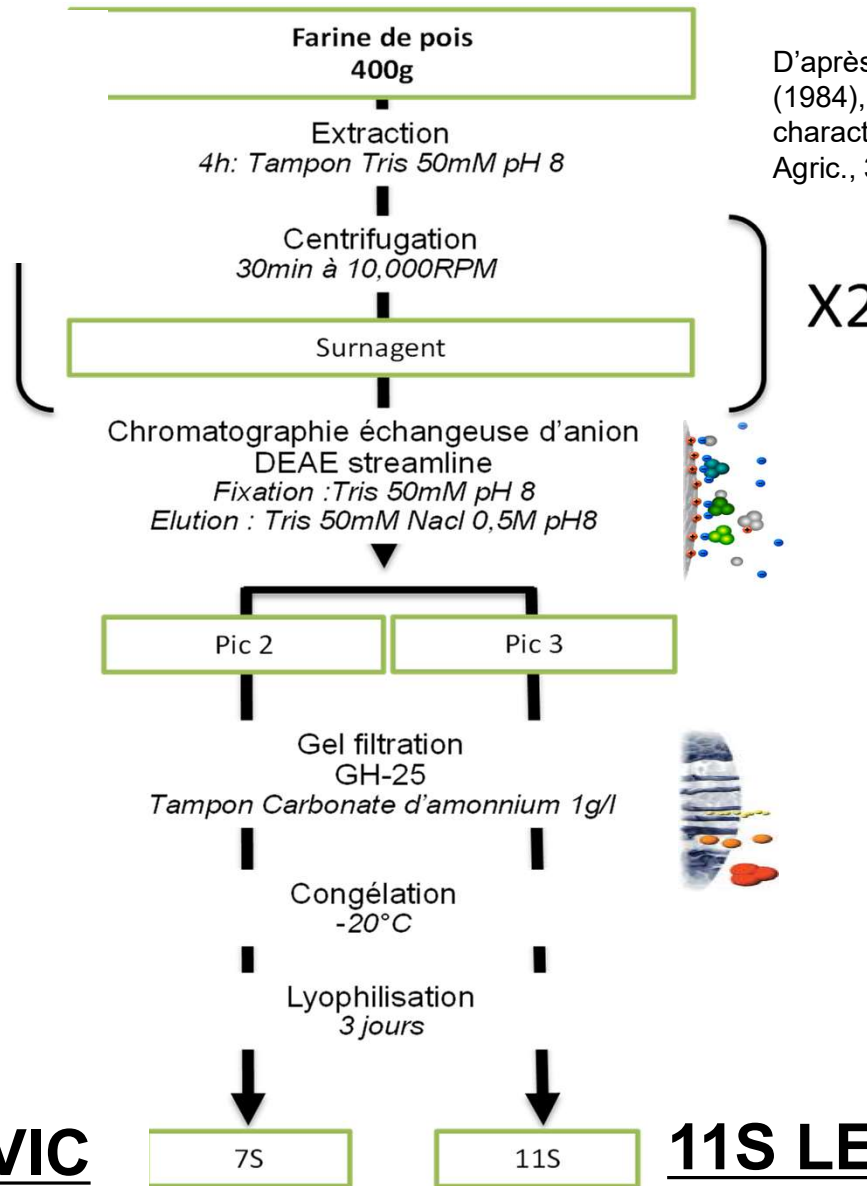 Farine de pois
400g
D'après
(1984),
charact
Agric., 3
Extraction
4h: Tampon Tris 50mM pH 8
Centrifugation
30min à 10,000RPM
X2
Surnagent
Chromatographie échangeuse d'anion
DEAE streamline
Fixation :Tris 50mM pH 8
Elution : Tris 50mM Nacl 0,5M pH8
Pic 2
Pic 3
Gel filtration
GH-25
Tampon Carbonate d'amonnium 1g/l
Congélation
-20°C
Lyophilisation
3 jours
VIC
7S
11S
11S LE